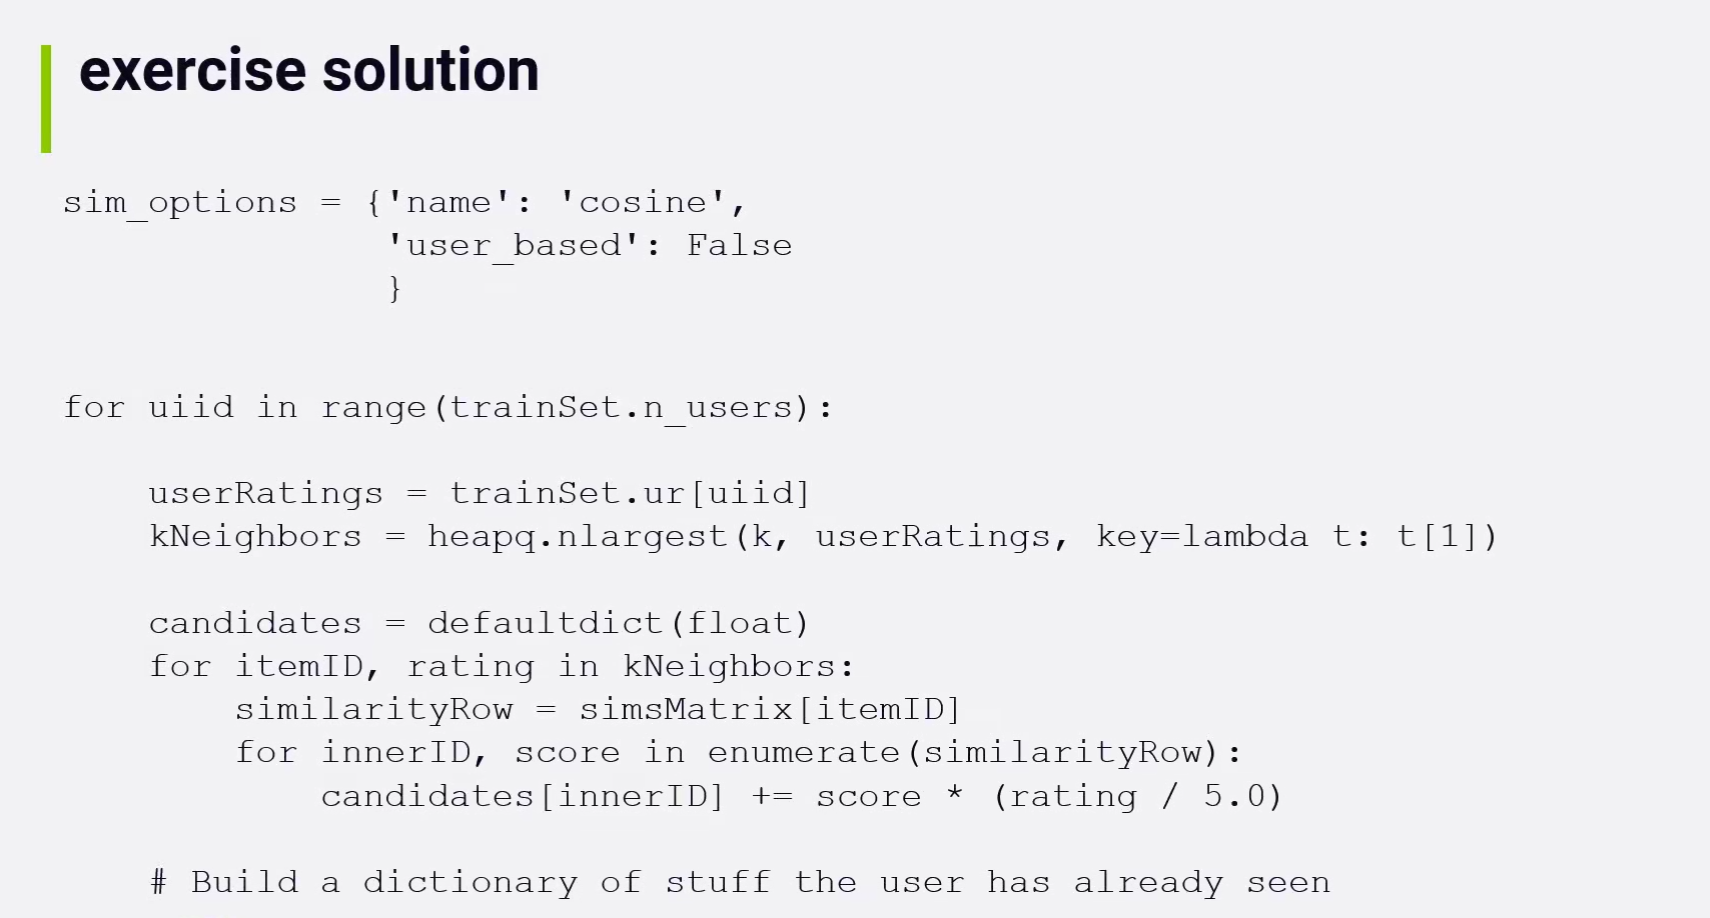 exercise solution
sim_options = {'name': 'cosine',
               'user_based': False
               }
for uiid in range(trainSet.n_users):
    userRatings = trainSet.ur[uiid]
    kNeighbors = heapq.nlargest(k, userRatings, key=lambda t: t[1])
    candidates = defaultdict(float)
    for itemID, rating in kNeighbors:
        similarityRow = simsMatrix[itemID]
        for innerID, score in enumerate(similarityRow):
            candidates[innerID] += score * (rating / 5.0)
    # Build a dictionary of stuff the user has already seen